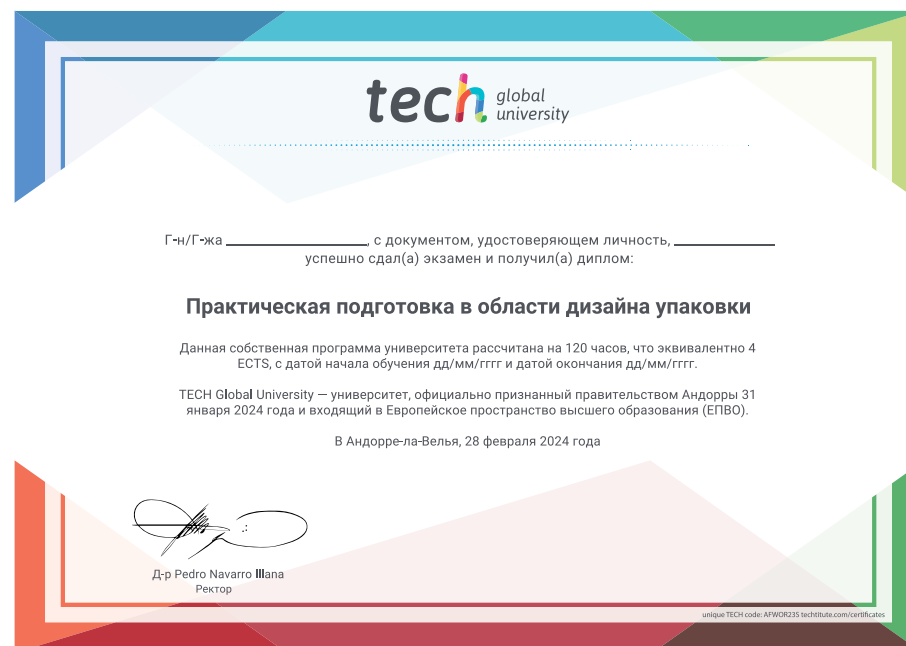 tech global university
Г-н/Г-жа ____________________, с документом, удостоверяющем личность, ______________
успешно сдал(а) экзамен и получил(а) диплом:
Практическая подготовка в области дизайна упаковки
Данная собственная программа университета рассчитана на 120 часов, что эквивалентно 4
ECTS, с датой начала обучения дд/мм/гггг и датой окончания дд/мм/гггг.
TECH Global University — университет, официально признанный правительством Андорры 31
января 2024 года и входящий в Европейское пространство высшего образования (ЕПВО).
В Андорре-ла-Велья, 28 февраля 2024 года
Д-р Pedro Navarro Illana
Ректор
unique TECH code: AFWOR235 techtitute.com/certificates